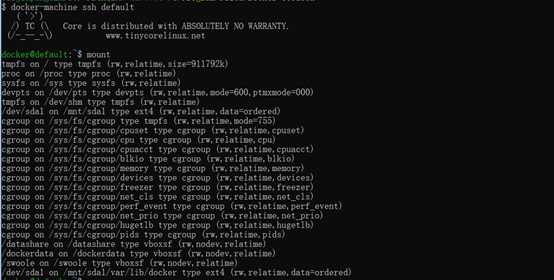 $ docker-machine ssh default
   ( '>')
  /) TC (\   Core is distributed with ABSOLUTELY NO WARRANTY.
 (/-_--_-\)           www.tinycorelinux.net

docker@default:~$ mount
tmpfs on / type tmpfs (rw,relatime,size=911792k)
proc on /proc type proc (rw,relatime)
sysfs on /sys type sysfs (rw,relatime)
devpts on /dev/pts type devpts (rw,relatime,mode=600,ptmxmode=000)
tmpfs on /dev/shm type tmpfs (rw,relatime)
/dev/sda1 on /mnt/sda1 type ext4 (rw,relatime,data=ordered)
cgroup on /sys/fs/cgroup type tmpfs (rw,relatime,mode=755)
cgroup on /sys/fs/cgroup/cpuset type cgroup (rw,relatime,cpuset)
cgroup on /sys/fs/cgroup/cpu type cgroup (rw,relatime,cpu)
cgroup on /sys/fs/cgroup/cpuacct type cgroup (rw,relatime,cpuacct)
cgroup on /sys/fs/cgroup/blkio type cgroup (rw,relatime,blkio)
cgroup on /sys/fs/cgroup/memory type cgroup (rw,relatime,memory)
cgroup on /sys/fs/cgroup/devices type cgroup (rw,relatime,devices)
cgroup on /sys/fs/cgroup/freezer type cgroup (rw,relatime,freezer)
cgroup on /sys/fs/cgroup/net_cls type cgroup (rw,relatime,net_cls)
cgroup on /sys/fs/cgroup/perf_event type cgroup (rw,relatime,perf_event)
cgroup on /sys/fs/cgroup/net_prio type cgroup (rw,relatime,net_prio)
cgroup on /sys/fs/cgroup/hugetlb type cgroup (rw,relatime,hugetlb)
cgroup on /sys/fs/cgroup/pids type cgroup (rw,relatime,pids)
/datashare on /datashare type vboxsf (rw,nodev,relatime)
/dockerdata on /dockerdata type vboxsf (rw,nodev,relatime)
/swoole on /swoole type vboxsf (rw,nodev,relatime)
/dev/sda1 on /mnt/sda1/var/lib/docker type ext4 (rw,relatime,data=ordered)